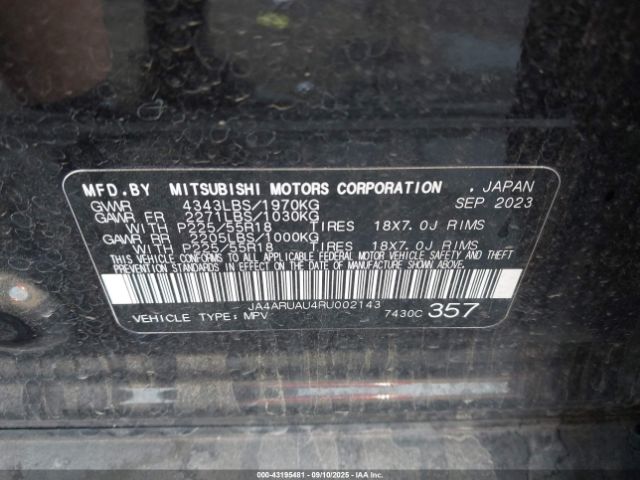 MFD.BY MITSUBISHI MOTORS CORPORATION . JAPAN
GVWR 4343LBS/1970KG SEP 2023
GAWR FR 2271LBS/1030KG
WITH P225/55R18 TIRES 18X7.0J RIMS
GAWR RR 2205LBS/1000KG
WITH P225/55R18 TIRES 18X7.0J RIMS
THIS VEHICLE CONFORMS TO ALL APPLICABLE FEDERAL MOTOR VEHICLE SAFETY AND THEFT
PREVENTION STANDARDS IN EFFECT ON THE DATE OF MANUFACTURE SHOWN ABOVE.
JA4ARUAU4RU002143
VEHICLE TYPE: MPV 7430C 357
000-43195481 - 09/10/2025 - IAAI.COM